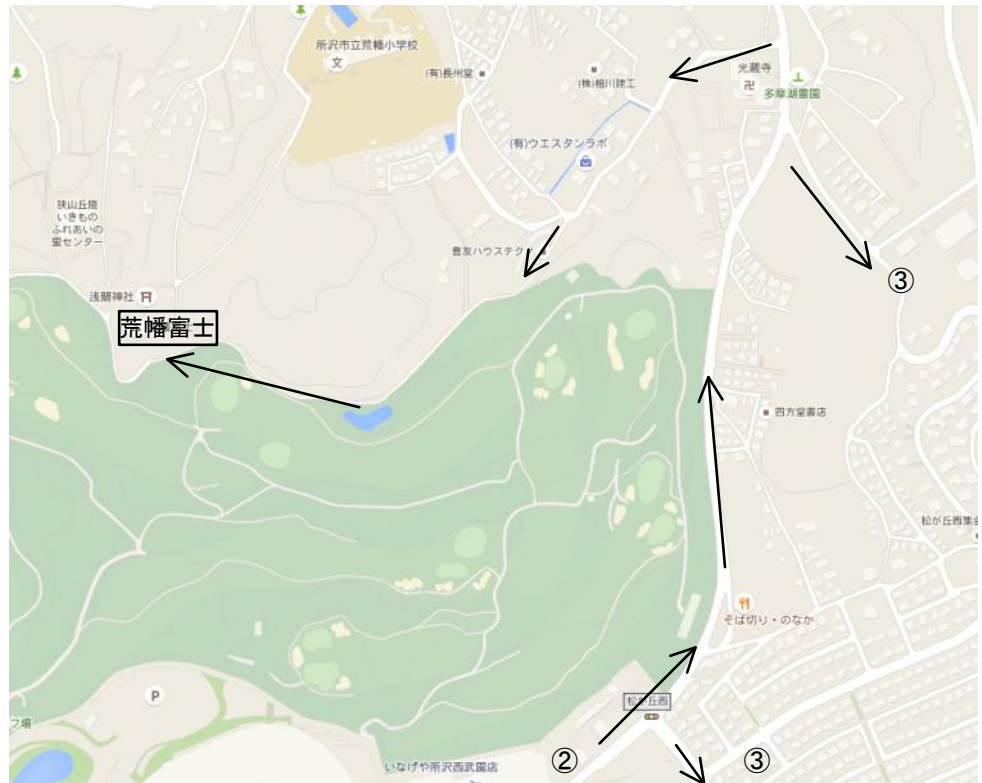 所沢市立荒幡小学校
文
(有)長州堂
(株)相川建工
光蔵寺
卍
多摩湖霊園
(有)ウエスタンラボ
狭山丘陵
いきもの
ふれあいの
里センター
豊友ハウステクノ
③
浅間神社
荒幡富士
四方堂書店
松が丘西集会
そば切り・のなか
P
松が丘西
フ場
いなげや所沢西武園店
②
③